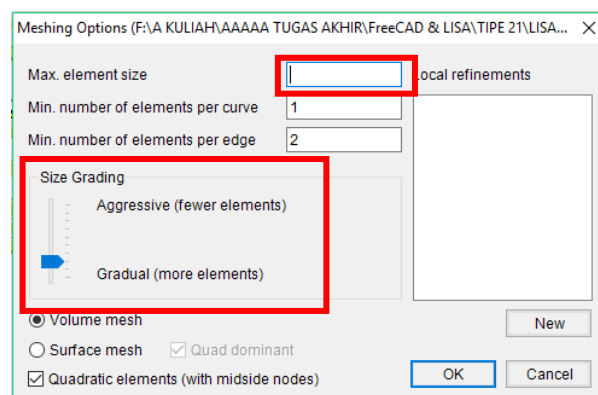 Meshing Options (F:\A KULIAH\AAAAA TUGAS AKHIR\FreeCAD & LISA\TIPE 21\LISA...
Max. element size
Local refinements
Min. number of elements per curve 1
Min. number of elements per edge 2
Size Grading
Aggressive (fewer elements)
Gradual (more elements)
Volume mesh
New
Surface mesh Quad dominant
Quadratic elements (with midside nodes)
OK Cancel